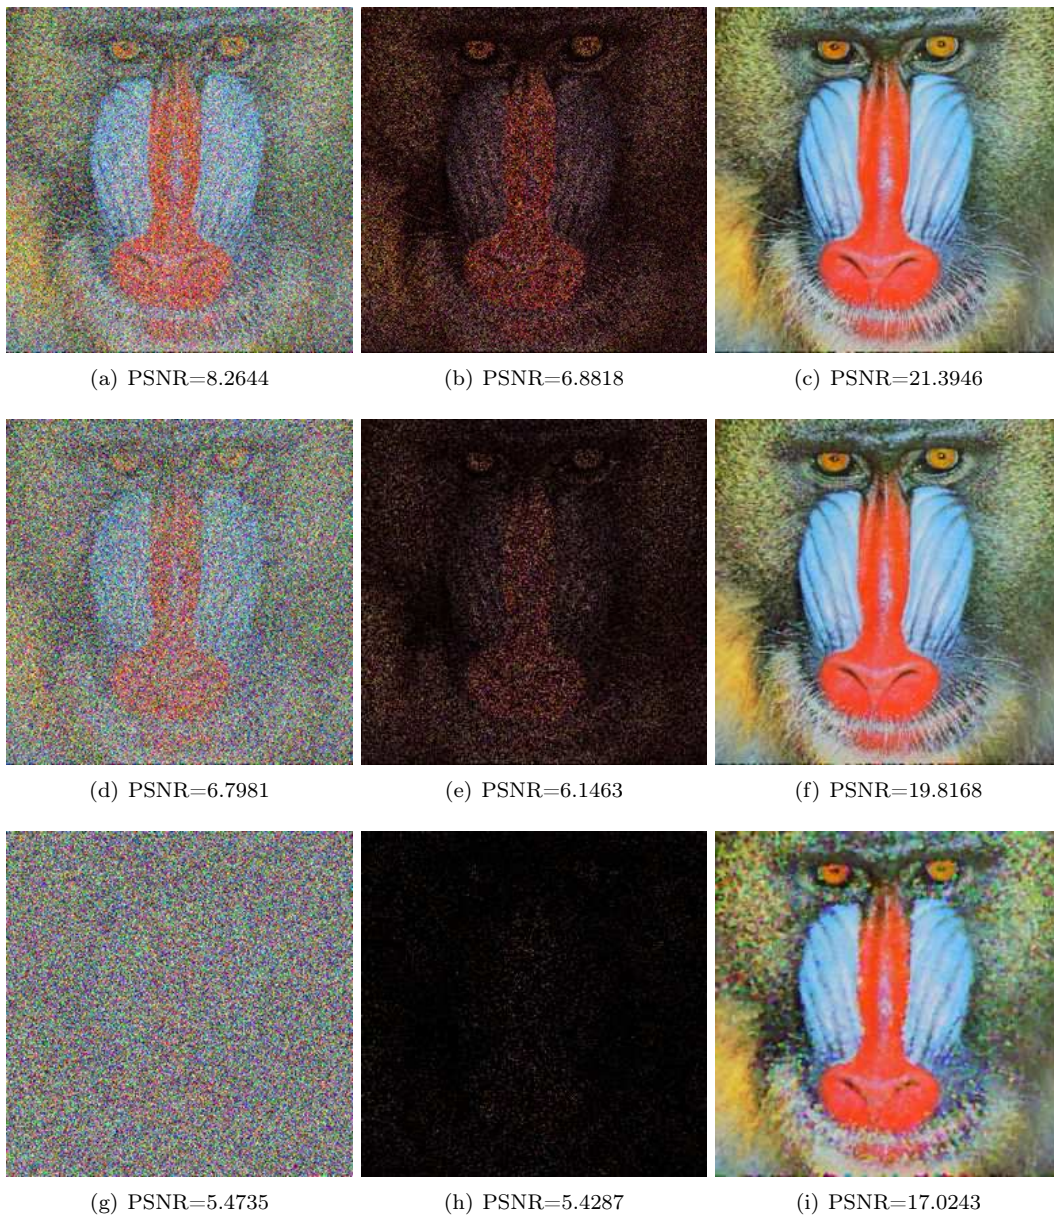 (a) PSNR=8.2644 (b) PSNR=6.8818 (c) PSNR=21.3946
(d) PSNR=6.7981 (e) PSNR=6.1463 (f) PSNR=19.8168
(g) PSNR=5.4735 (h) PSNR=5.4287 (i) PSNR=17.0243